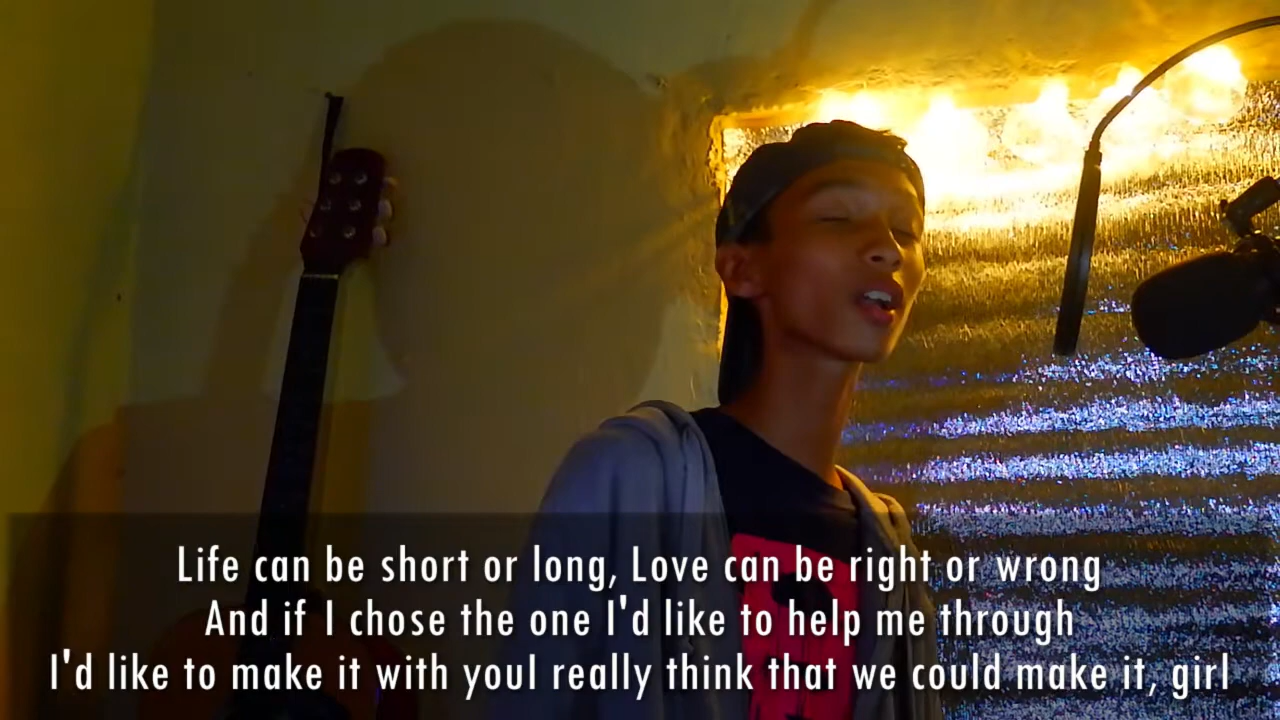 Life can be short or long, Love can be right or wrong
And if I chose the one I'd like to help me through
I'd like to make it with youI really think that we could make it, girl